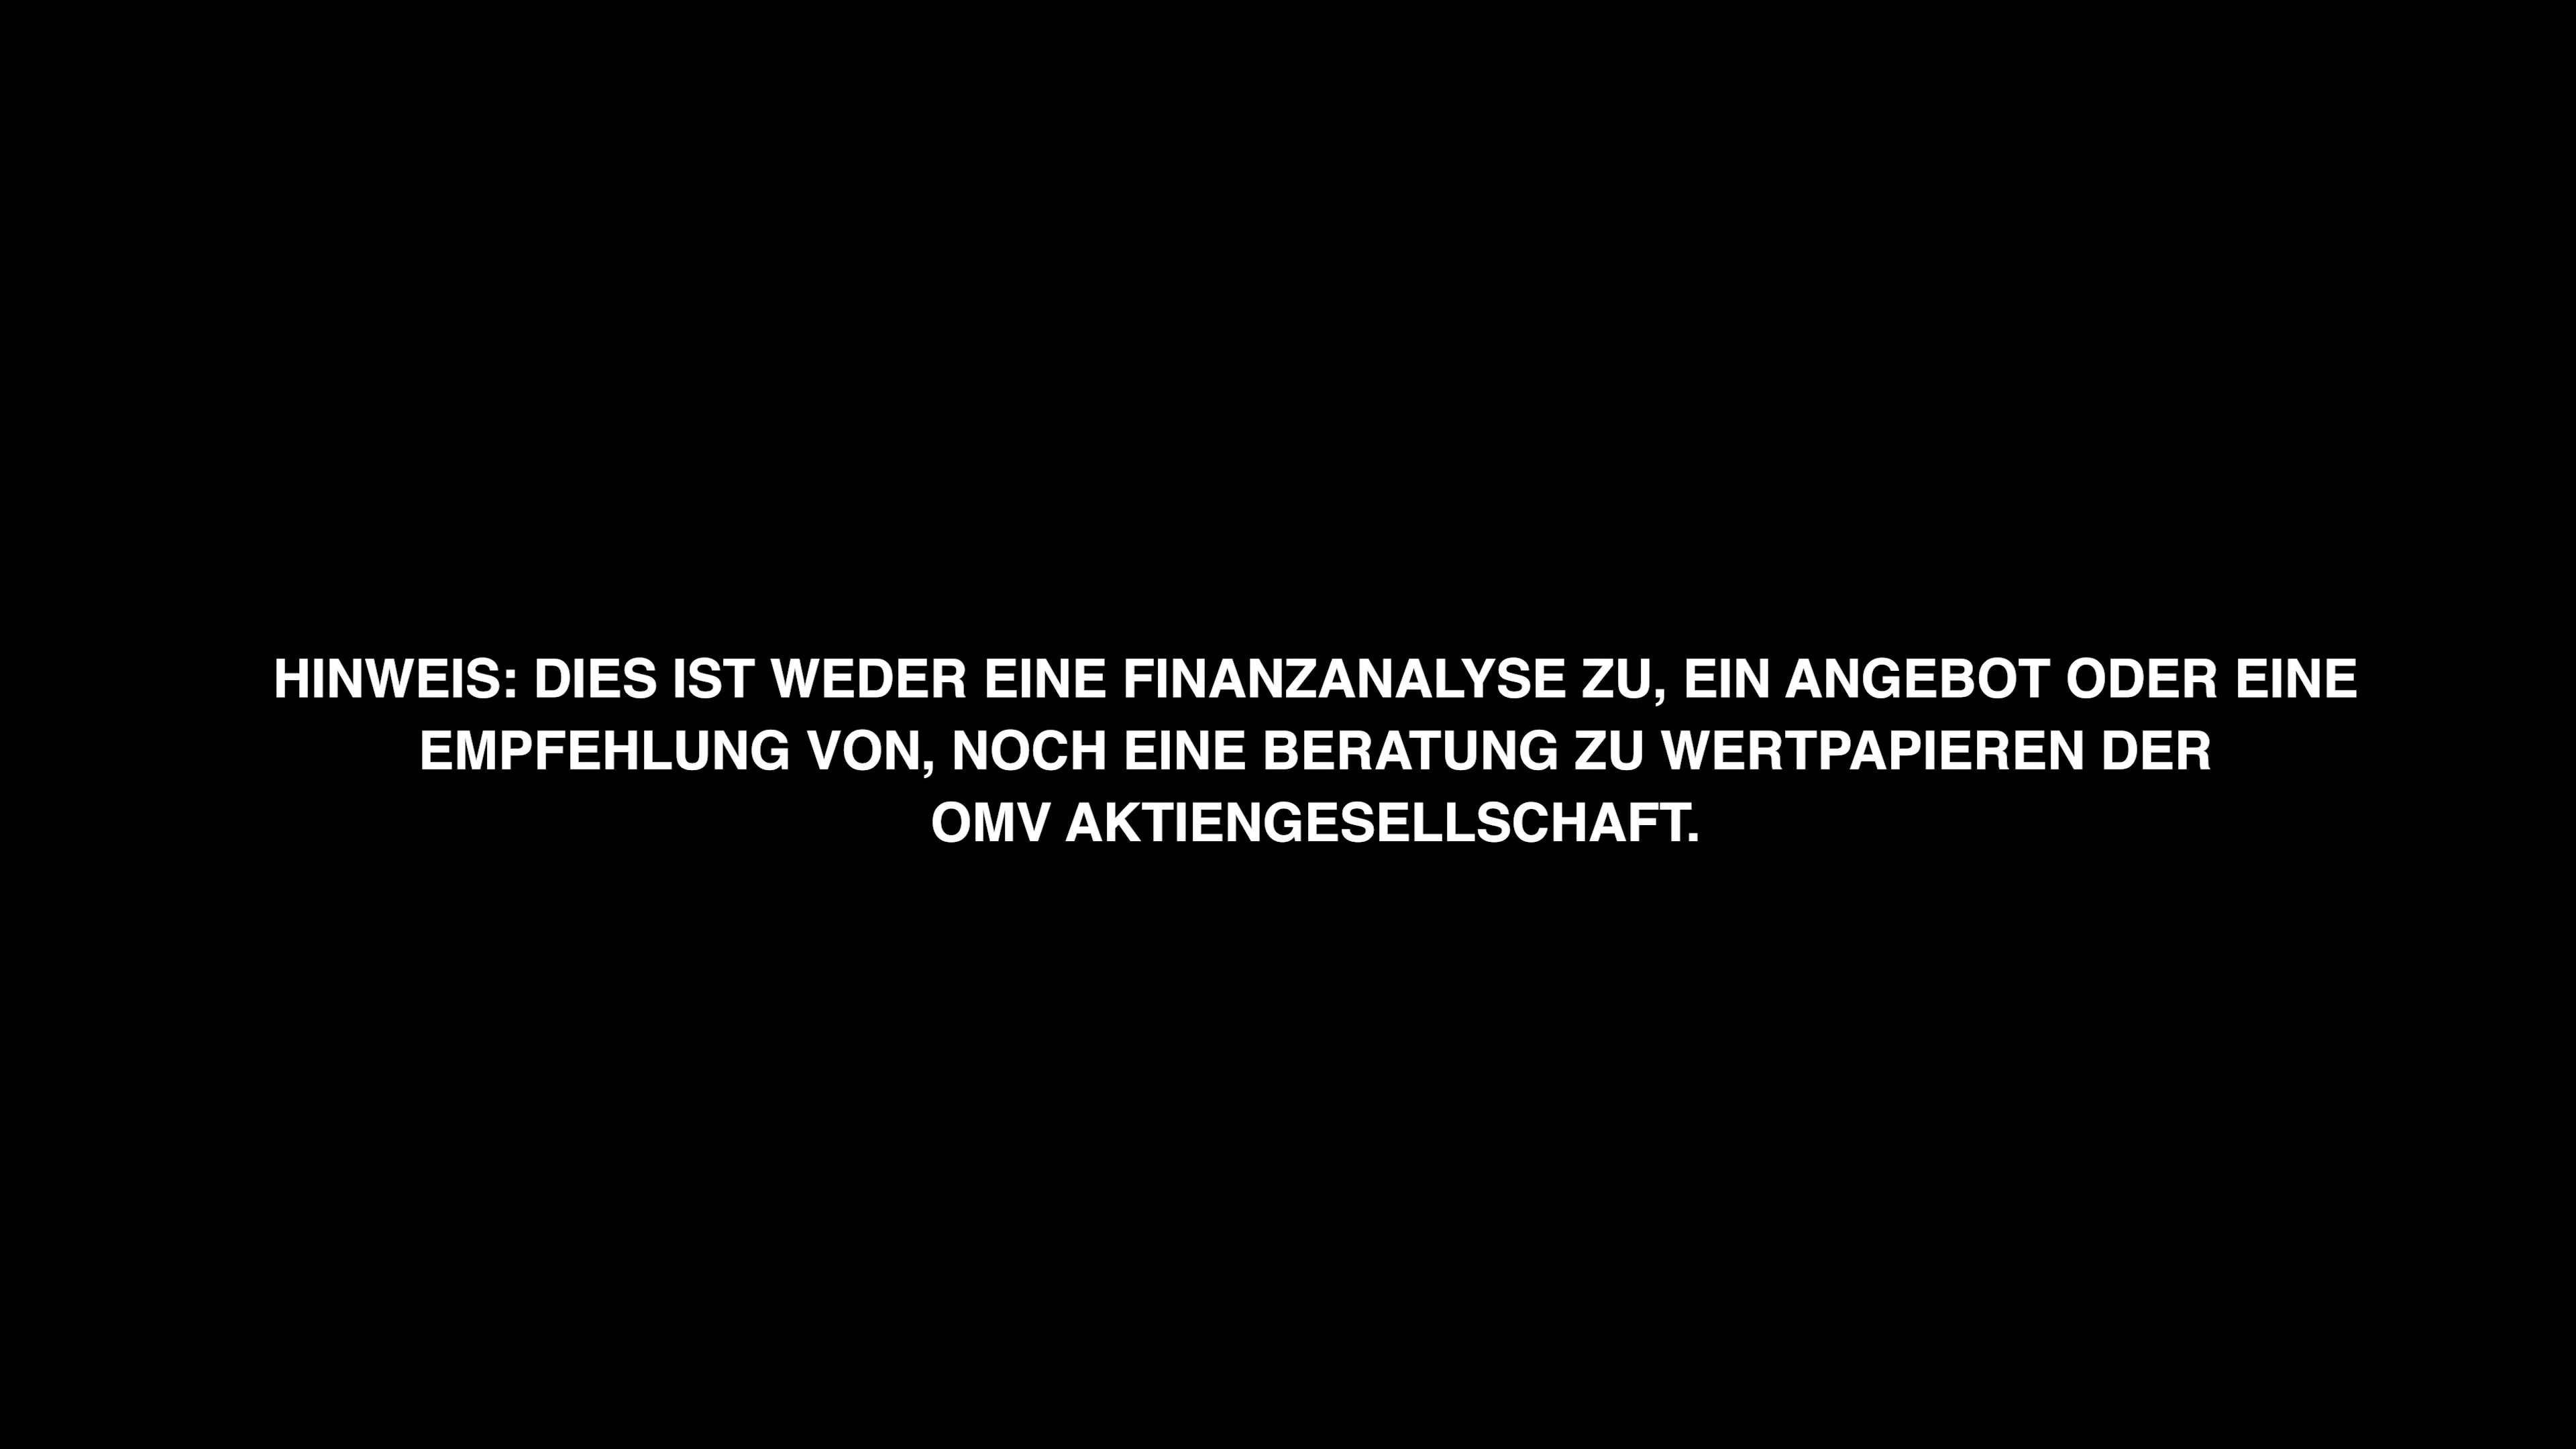 HINWEIS: DIES IST WEDER EINE FINANZANALYSE ZU, EIN ANGEBOT ODER EINE
EMPFEHLUNG VON, NOCH EINE BERATUNG ZU WERTPAPIEREN DER
OMV AKTIENGESELLSCHAFT.